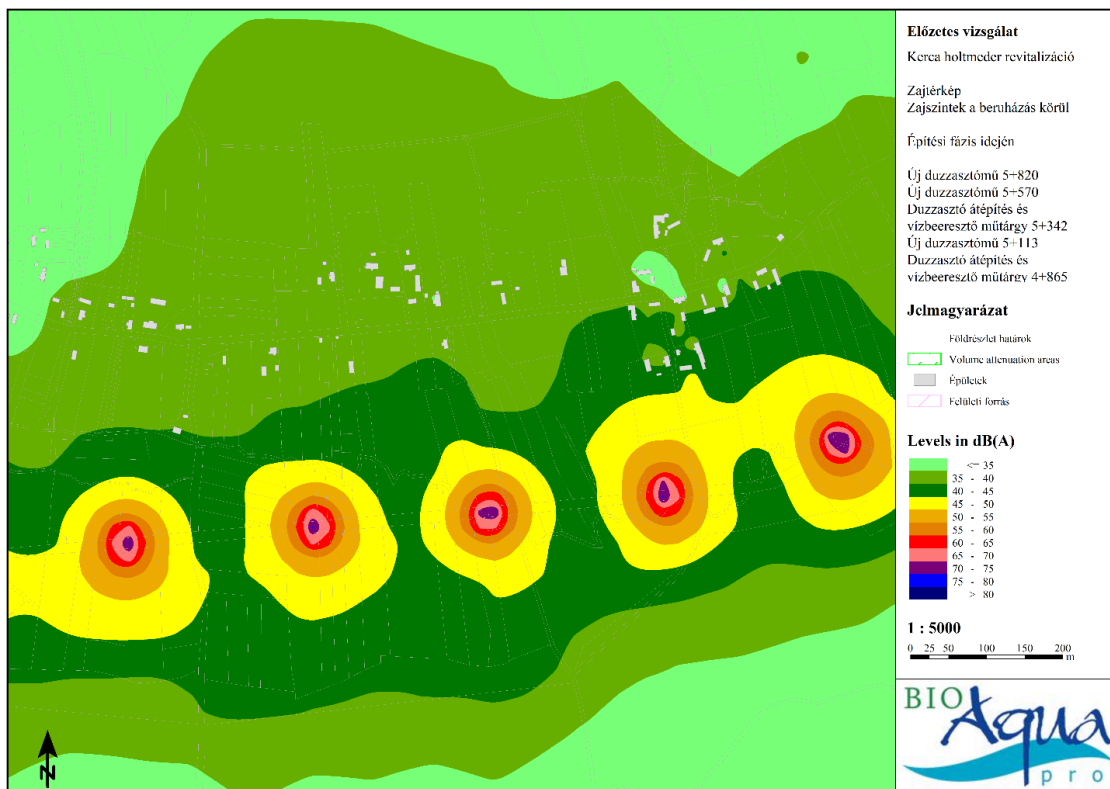 Előzetes vizsgálat
Kerca holtmeder revitalizáció
Zajtérkép
Zajszintek a beruházás körül
Építési fázis idején
Új duzzasztómű 5+820
Új duzzasztómű 5+570
Duzzasztó átépítés és
vízbeeresztő műtárgy 5+342
Új duzzasztómű 5+113
Duzzasztó átépítés és
vízbeeresztő műtárgy 4+865
Jelmagyarázat
Földrészlet határok
Volume attenuation areas
Épületek
Felületi forrás
Levels in dB(A)
<= 35
35 - 40
40 - 45
45 - 50
50 - 55
55 - 60
60 - 65
65 - 70
70 - 75
75 - 80
> 80
1 : 5000
0 25 50 100 150 200
m
N
BIO
Aqua
pro